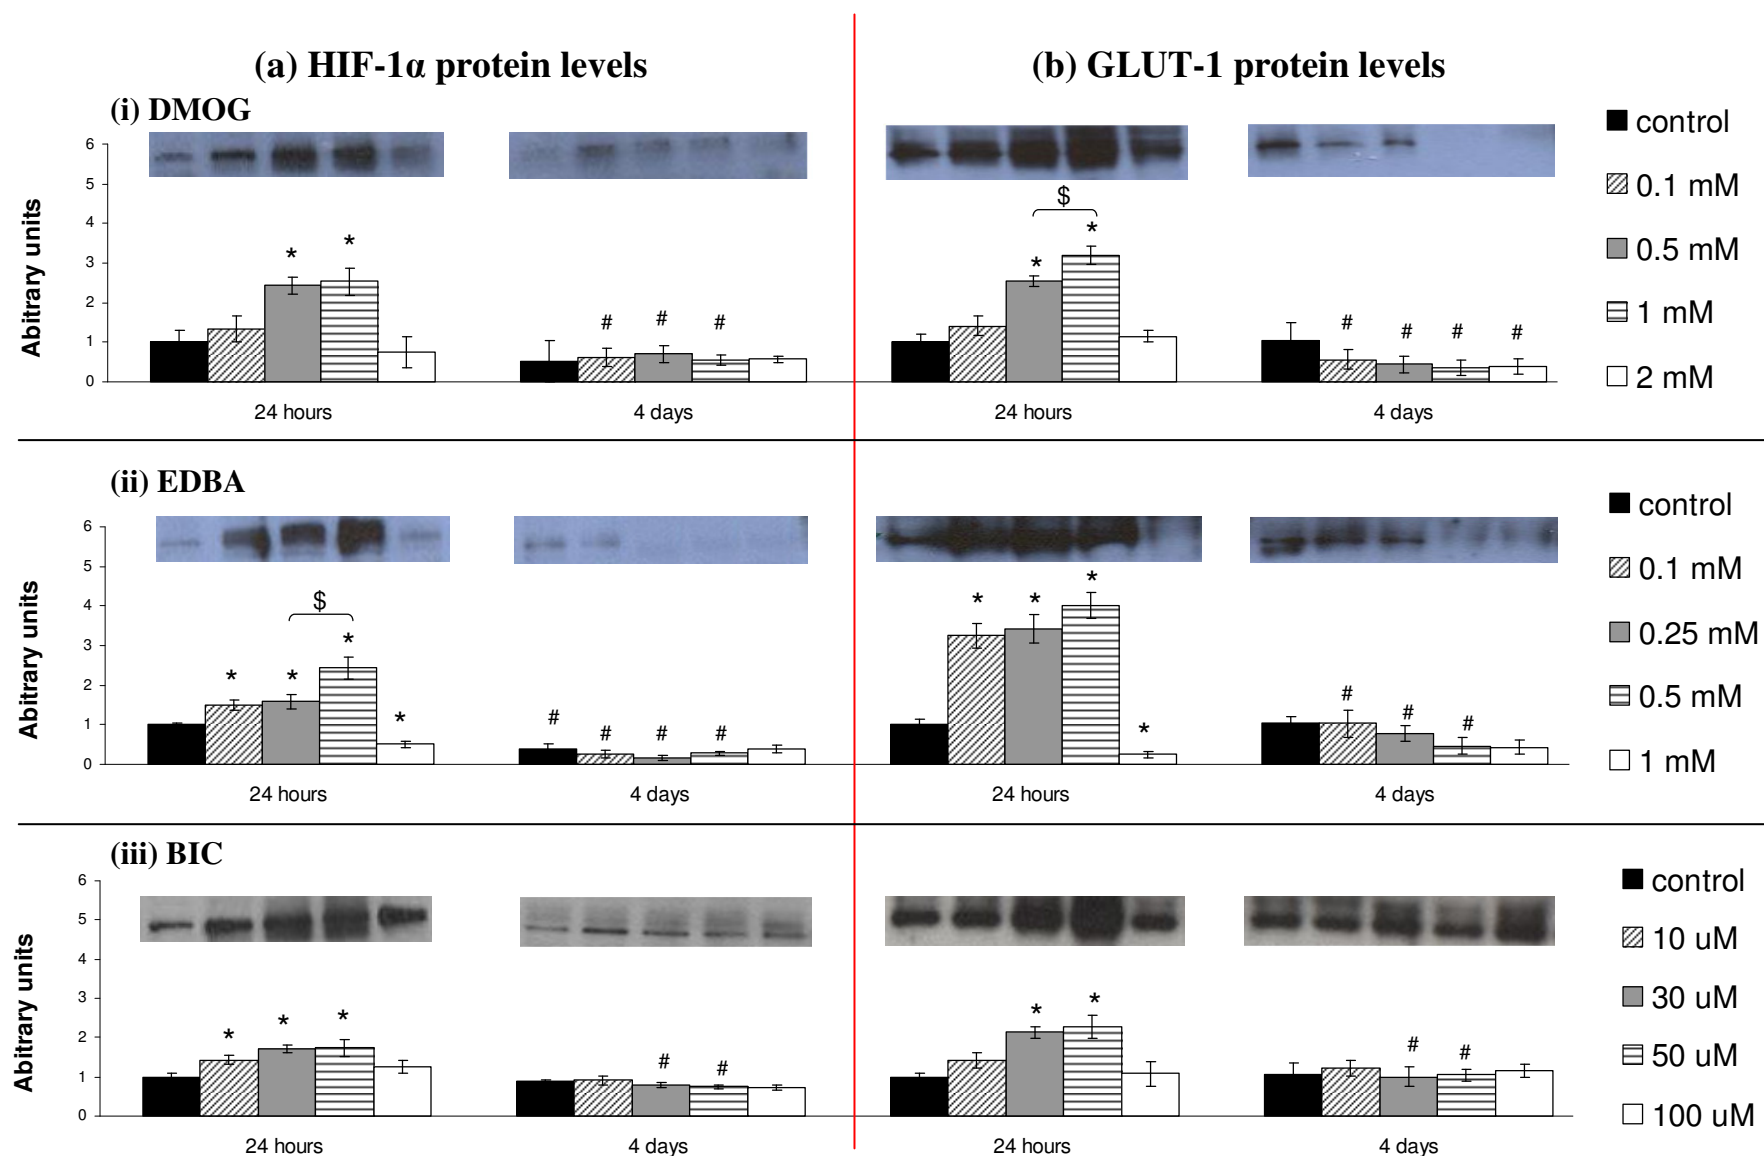 (a) HIF-1α protein levels
(b) GLUT-1 protein levels
(i) DMOG
Abitrary units
6
5
4
3
2
1
0
*
*
#
#
#
$
*
*
#
#
#
#
24 hours
4 days
24 hours
4 days
control
0.1 mM
0.5 mM
1 mM
2 mM
(ii) EDBA
Abitrary units
6
5
4
3
2
1
0
$
*
*
*
*
#
#
#
#
*
*
*
*
#
#
#
24 hours
4 days
24 hours
4 days
control
0.1 mM
0.25 mM
0.5 mM
1 mM
(iii) BIC
Abitrary units
6
5
4
3
2
1
0
*
*
*
#
#
*
*
#
#
24 hours
4 days
24 hours
4 days
control
10 uM
30 uM
50 uM
100 uM